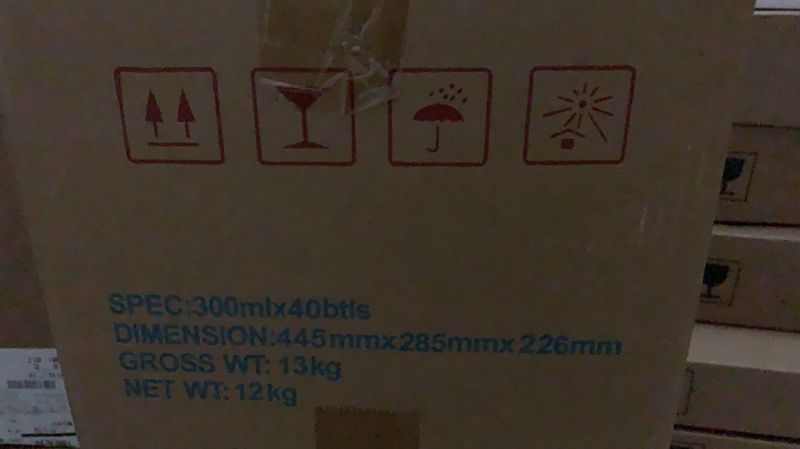 SPEC:300mlx40btls
DIMENSION:445mmx285mmx226mm
GROSS WT: 13kg
NET WT: 12kg